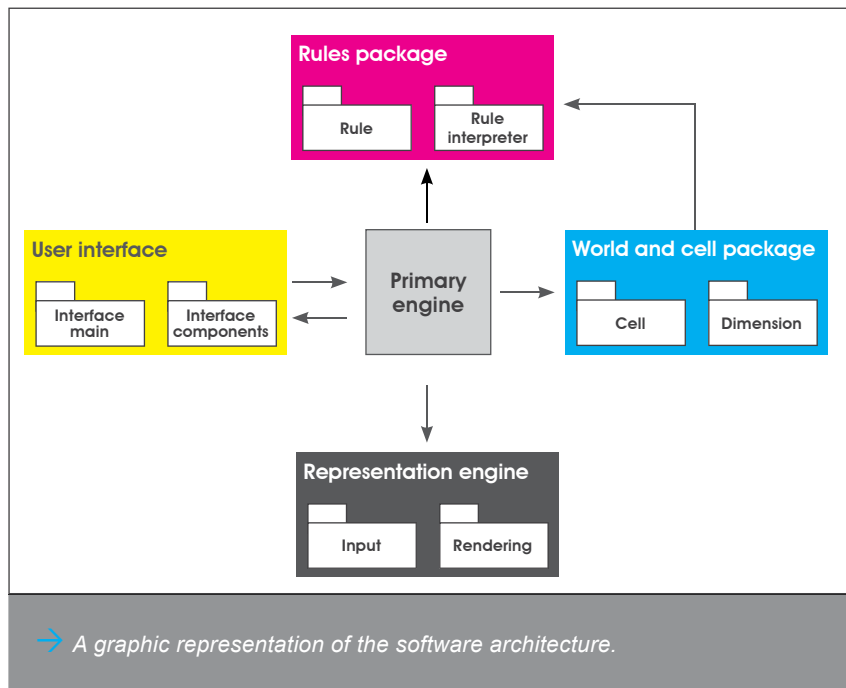 Rules package
Rule
Rule
interpreter
User interface
Interface
main
Interface
components
Primary
engine
World and cell package
Cell
Dimension
Representation engine
Input
Rendering
→ A graphic representation of the software architecture.